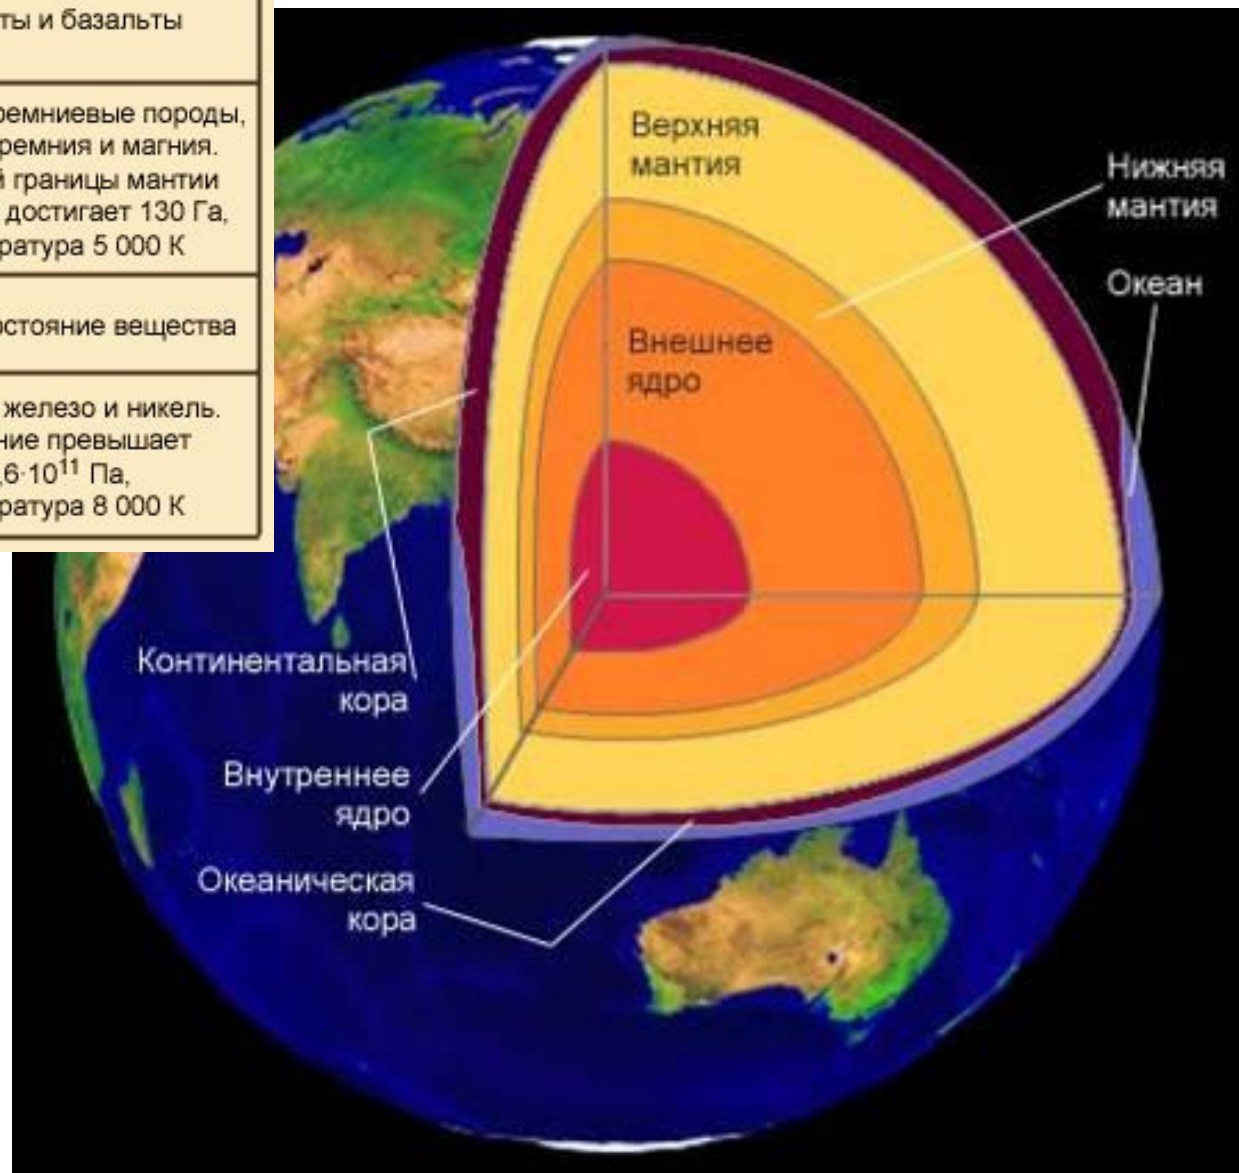 ты и базальты
ремниевые породы,
ремния и магния.
й границы мантии
достигает 130 Га,
ратура 5 000 К
остояние вещества
железо и никель.
ние превышает
,6·10¹¹ Па,
ратура 8 000 К
Верхняя
мантия
Нижняя
мантия
Океан
Внешнее
ядро
Континентальная
кора
Внутреннее
ядро
Океаническая
кора